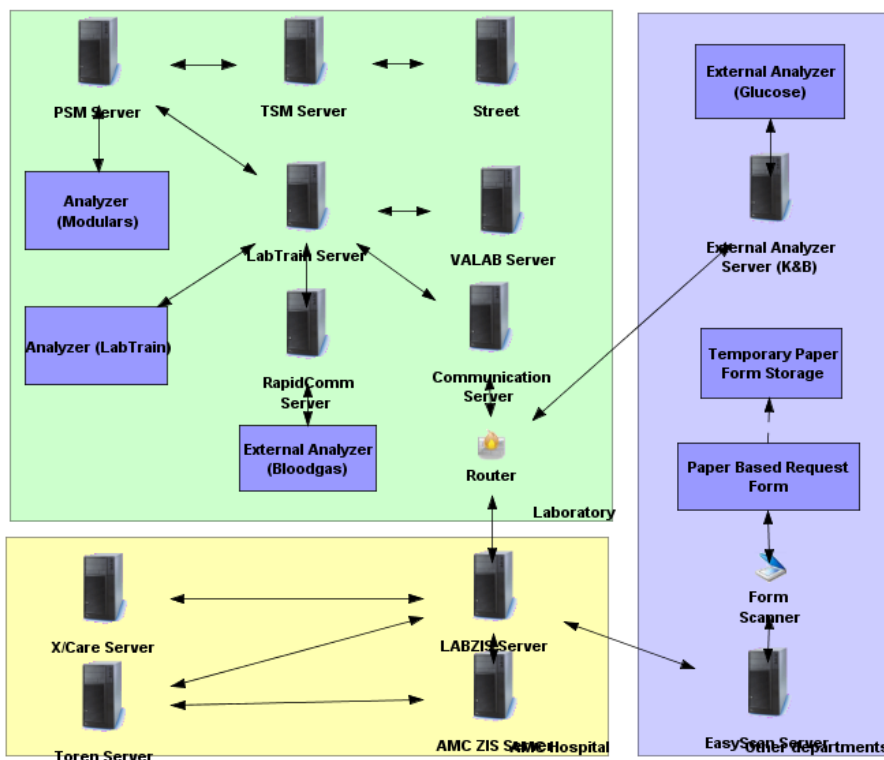 PSM Server
TSM Server
Street
Analyzer
(Modulars)
LabTrain Server
VALAB Server
Analyzer (LabTrain)
RapidComm
Server
Communication
Server
External Analyzer
(Bloodgas)
Router
Laboratory
X/Care Server
LABZIS Server
Toren Server
AMC ZIS Server
AMC Hospital
External Analyzer
(Glucose)
External Analyzer
Server (K&B)
Temporary Paper
Form Storage
Paper Based Request
Form
Form
Scanner
EasyScan Server
Other departments